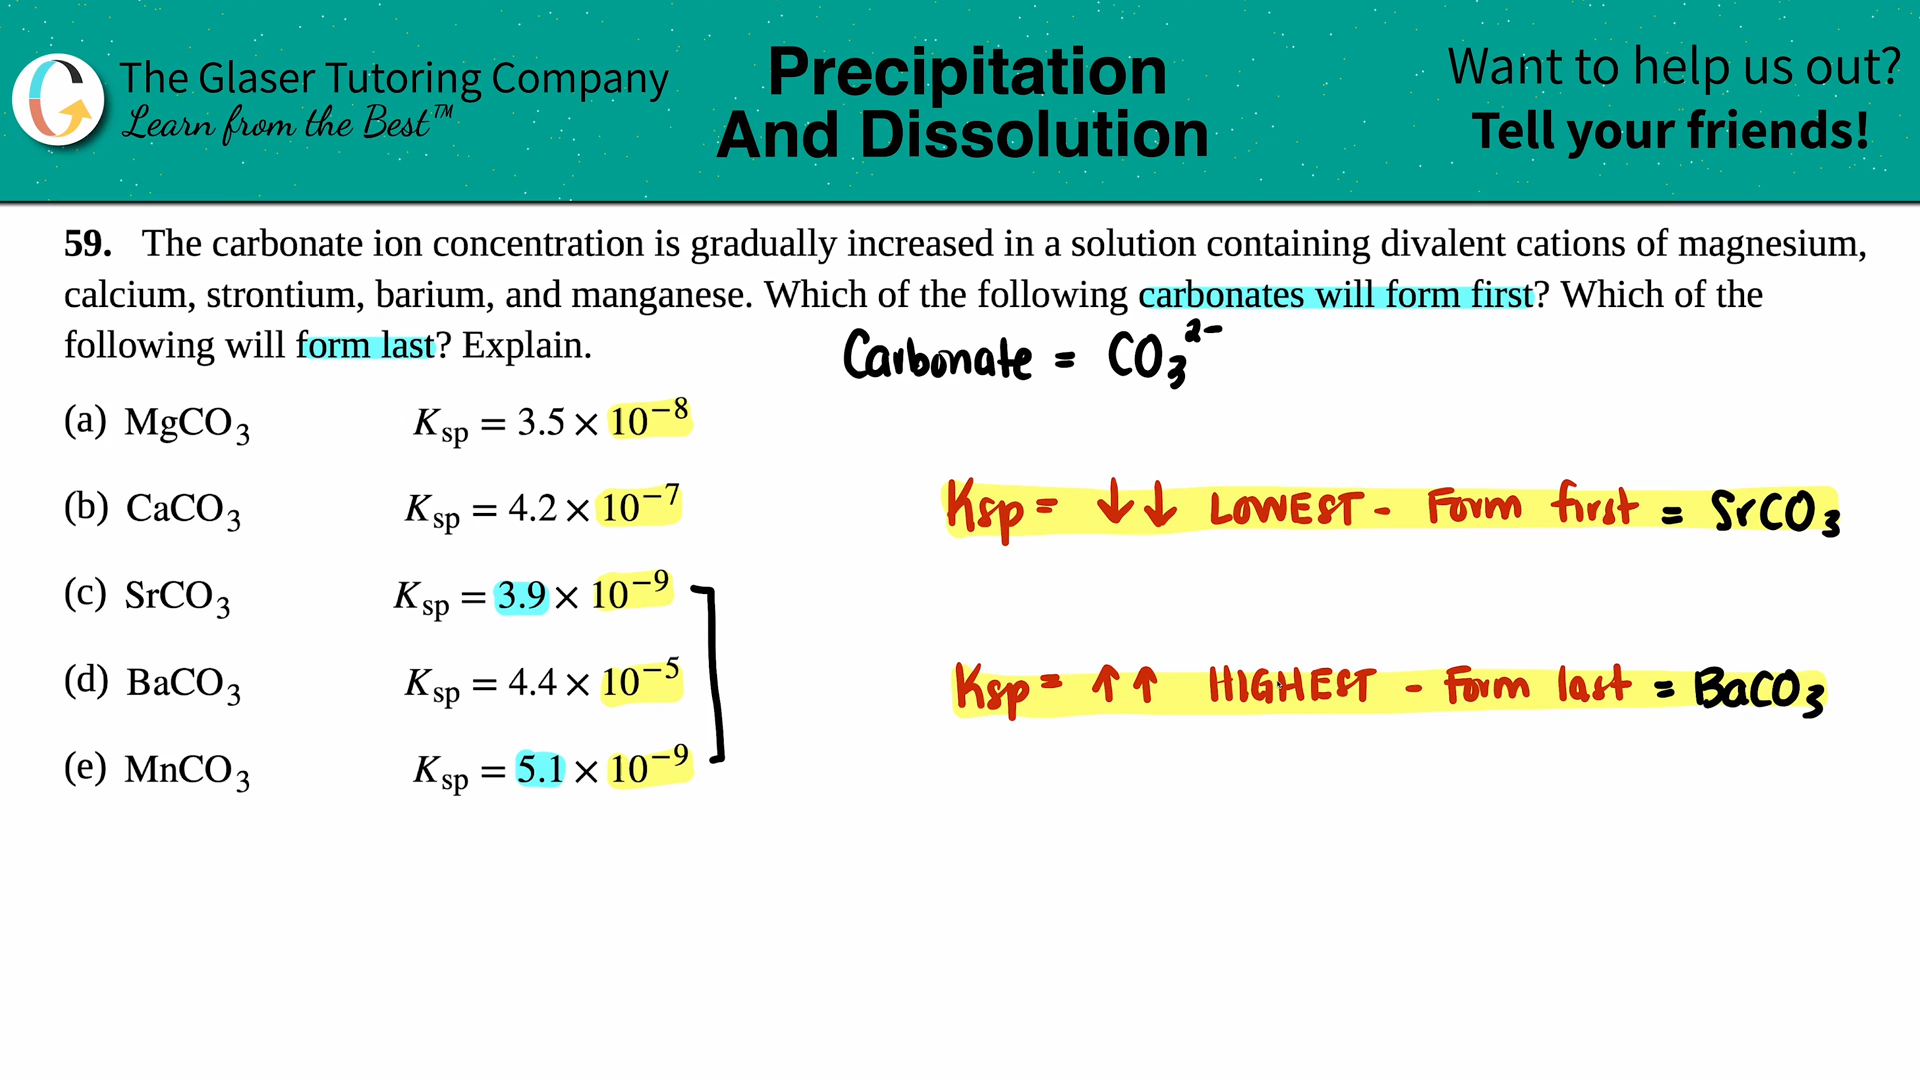 The Glaser Tutoring Company
Learn from the Best™
Precipitation
And Dissolution
Want to help us out?
Tell your friends!
59. The carbonate ion concentration is gradually increased in a solution containing divalent cations of magnesium,
calcium, strontium, barium, and manganese. Which of the following carbonates will form first? Which of the
following will form last? Explain.
Carbonate = CO₃²⁻
(a) MgCO₃ Kₛₚ = 3.5 × 10⁻⁸
(b) CaCO₃ Kₛₚ = 4.2 × 10⁻⁷
Ksp = ↓↓ LOWEST - Form first = SrCO₃
(c) SrCO₃ Kₛₚ = 3.9 × 10⁻⁹
(d) BaCO₃ Kₛₚ = 4.4 × 10⁻⁵
Ksp = ↑↑ HIGHEST - Form last = BaCO₃
(e) MnCO₃ Kₛₚ = 5.1 × 10⁻⁹